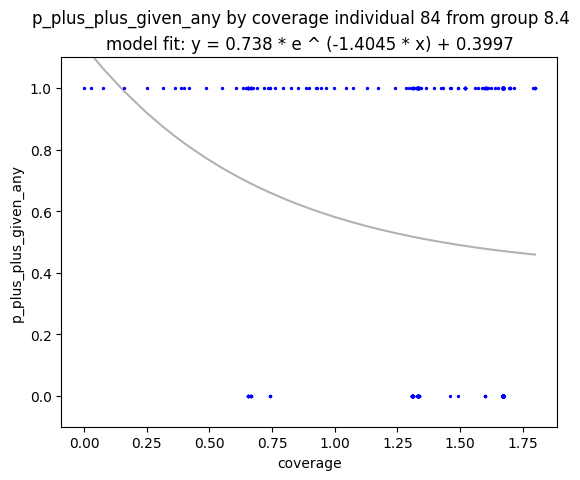 p_plus_plus_given_any by coverage individual 84 from group 8.4
model fit: y = 0.738 * e ^ (-1.4045 * x) + 0.3997
1.0
0.8
0.6
0.4
0.2
0.0
p_plus_plus_given_any
0.00 0.25 0.50 0.75 1.00 1.25 1.50 1.75
coverage